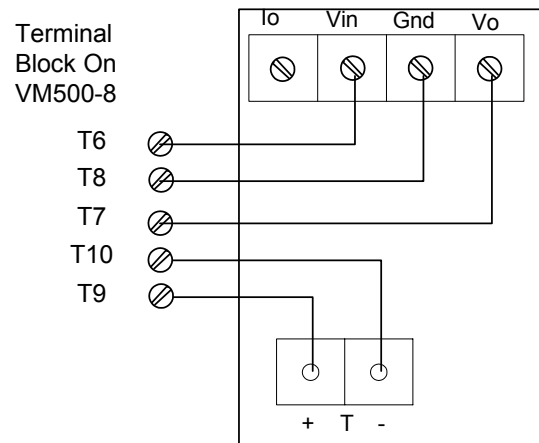 Terminal
Block On
VM500-8
Io Vin Gnd Vo
T6
T8
T7
T10
T9
+ T -